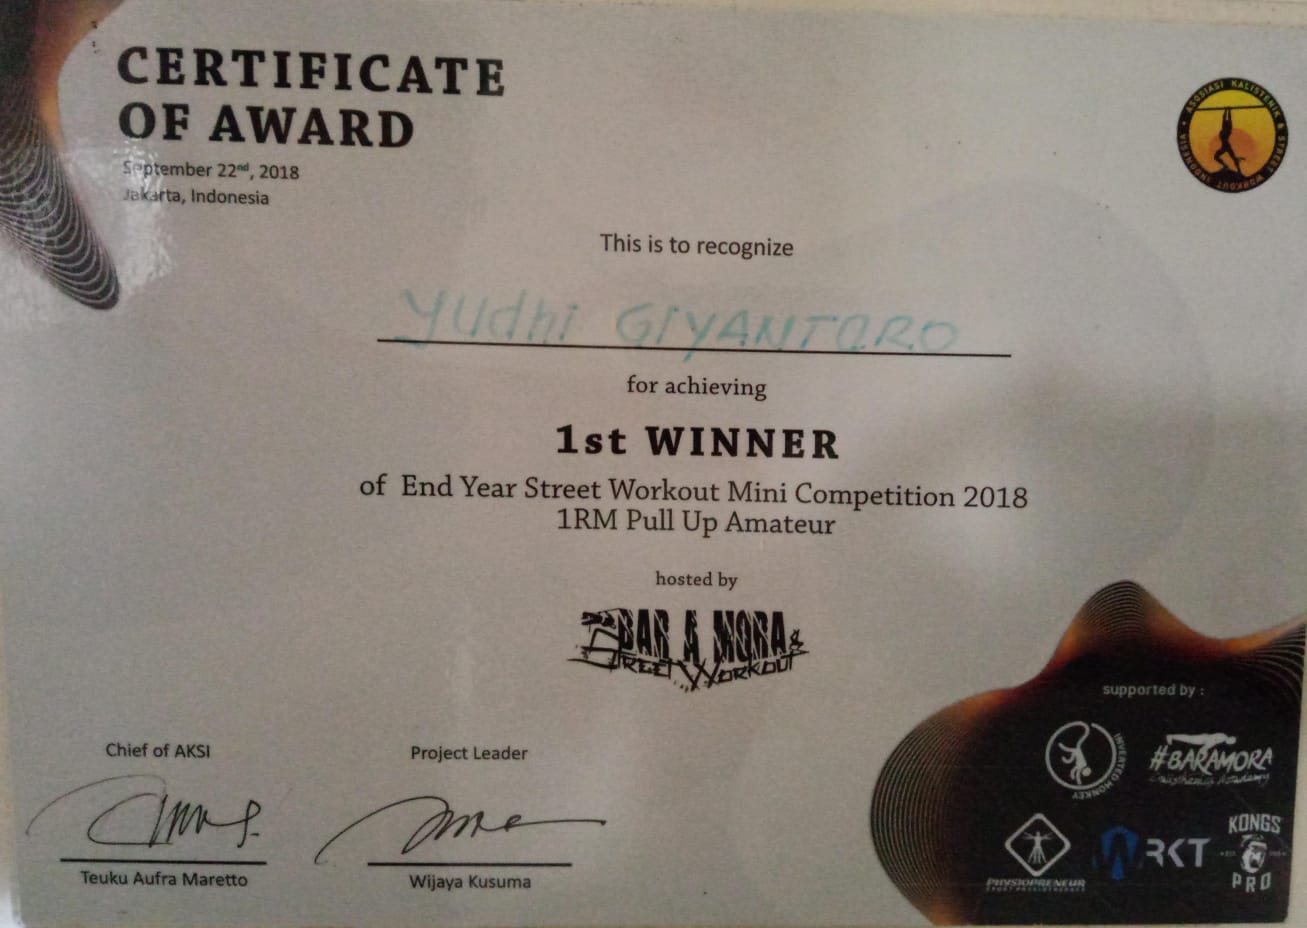 CERTIFICATE
OF AWARD
September 22nd, 2018
Jakarta, Indonesia
ASOSIASI KALISTENIK & STREET WORKOUT INDONESIA
This is to recognize
Yudhi GIYANTORO
for achieving
1st WINNER
of End Year Street Workout Mini Competition 2018
1RM Pull Up Amateur
hosted by
BAR A MORA
STREET WORKOUT
Chief of AKSI
Project Leader
Teuku Aufra Maretto
Wijaya Kusuma
supported by :
INVERTED MONKEY
#BARAMORA
Calisthenics Academy
PHYSIOPRENEUR
SPORT PHYSIOTHERAPY
WRKT
KONGS
PRO